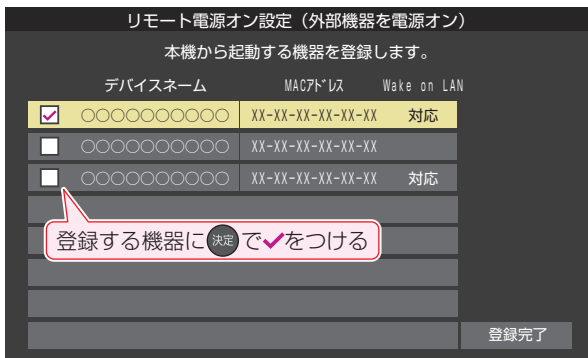 リモート電源オン設定（外部機器を電源オン）
本機から起動する機器を登録します。
デバイスネーム MACｱﾄﾞﾚｽ Wake on LAN
○○○○○○○○○○ XX-XX-XX-XX-XX-XX 対応
○○○○○○○○○○ XX-XX-XX-XX-XX-XX
○○○○○○○○○○ XX-XX-XX-XX-XX-XX 対応
登録する機器に決定で✓をつける
登録完了